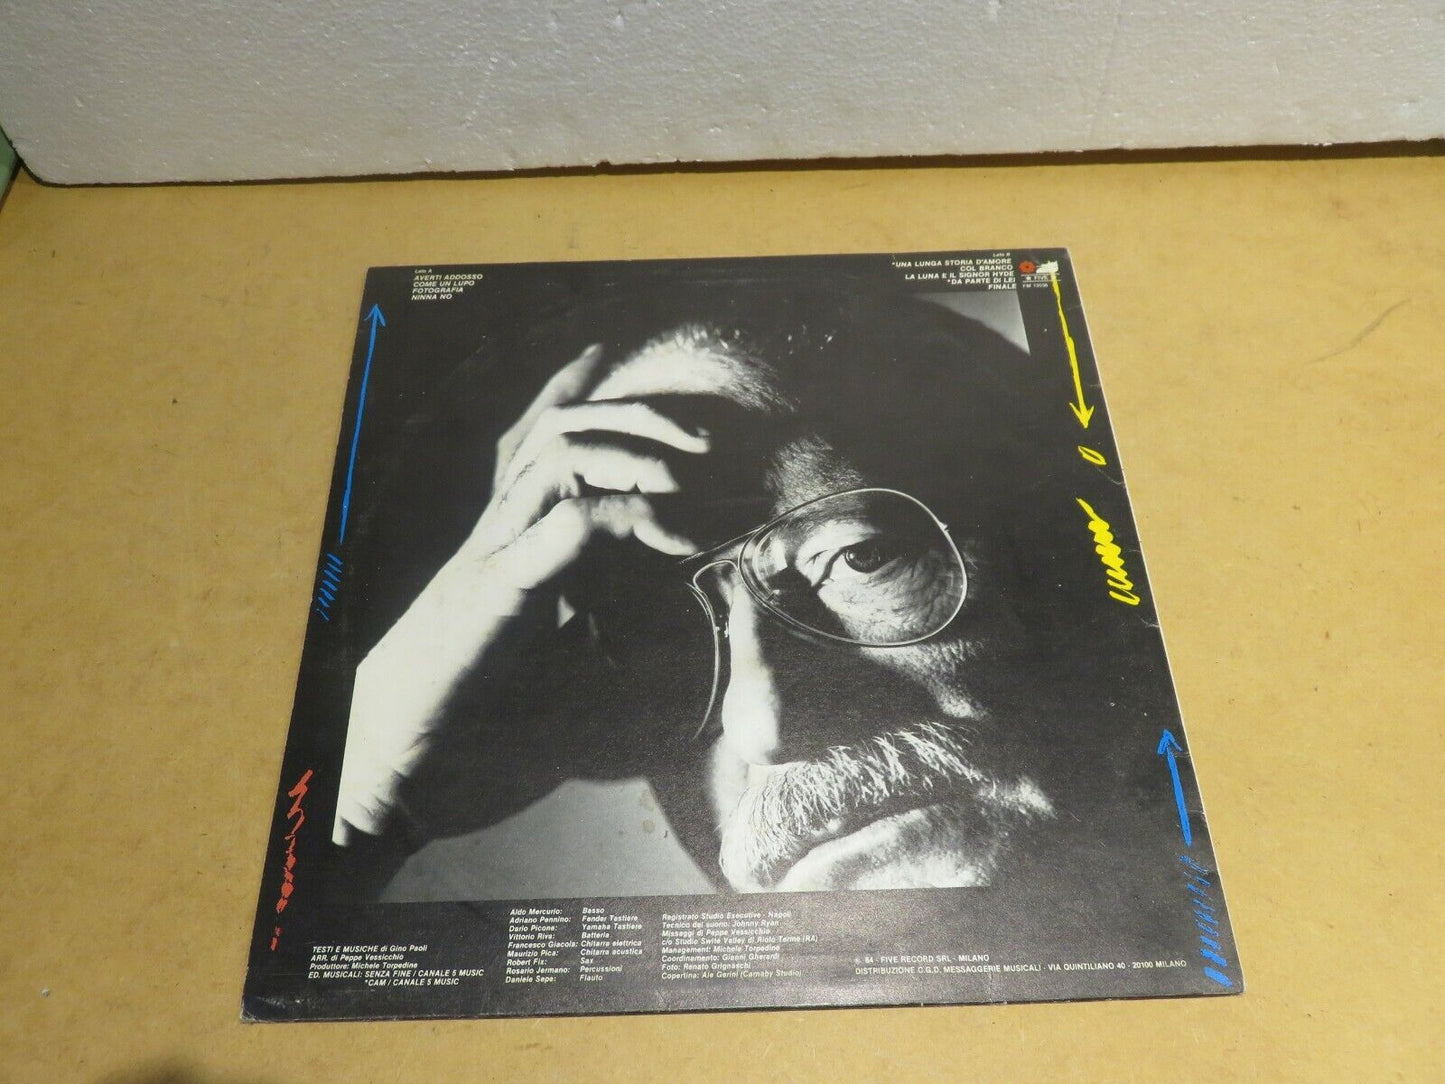 Lato A
AVERTI ADDOSSO
COME UN LUPO
FOTOGRAFIA
NINNA NO
Lato B
*UNA LUNGA STORIA D'AMORE
COL BRANCO
LA LUNA E IL SIGNOR HYDE
*DA PARTE DI LEI
FINALE
FIVE
FM 13036
TESTI E MUSICHE di Gino Paoli
ARR. di Peppe Vessicchio
Produttore: Michele Torpedine
ED. MUSICALI: SENZA FINE / CANALE 5 MUSIC
*CAM / CANALE 5 MUSIC
Aldo Mercurio: Basso
Adriano Pennino: Fender Tastiere
Dario Picone: Yamaha Tastiere
Vittorio Riva: Batteria
Francesco Giacola: Chitarra elettrica
Maurizio Pica: Chitarra acustica
Robert Fix: Sax
Rosario Jermano: Percussioni
Daniele Sepe: Flauto
Registrato Studio Executive - Napoli
Tecnico del suono: Johnny Ryan
Missaggi di Peppe Vessicchio
c/o Studio Swite Valley di Riolo Terme (RA)
Management: Michele Torpedine
Coordinamento: Gianni Gherardi
Foto: Renato Grignaschi
Copertina: Ale Gerini (Carnaby Studio)
℗ 84 - FIVE RECORD SRL - MILANO
DISTRIBUZIONE C.G.D. MESSAGGERIE MUSICALI - VIA QUINTILIANO 40 - 20100 MILANO